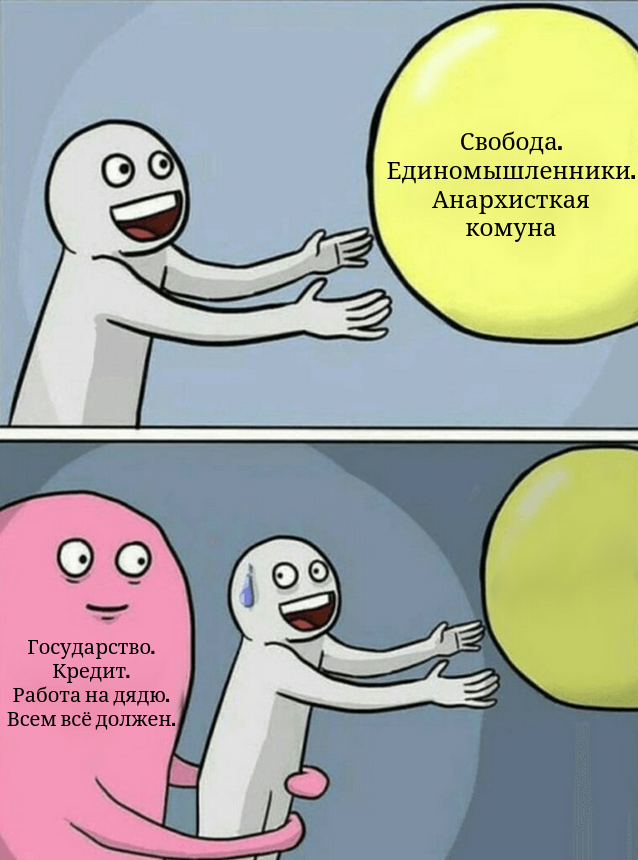 Свобода.
Единомышленники.
Анархисткая
комуна
Государство.
Кредит.
Работа на дядю.
Всем всё должен.